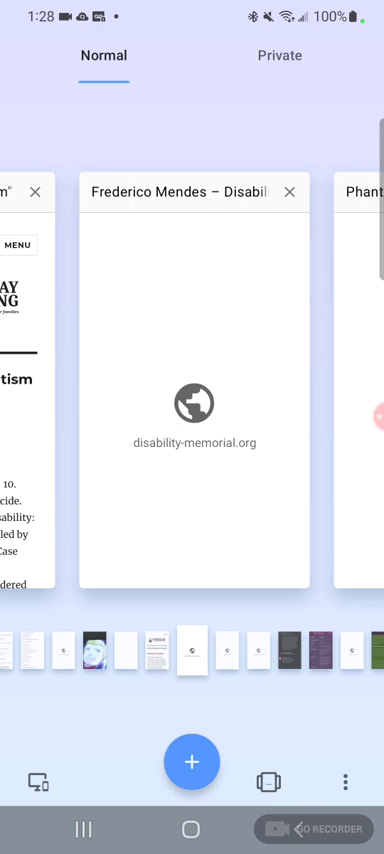 1:28
100%
Normal
Private
m"
Frederico Mendes – Disabil
Phant
MENU
AY
NG
r families
tism
10.
cide.
sability:
led by
Case
dered
disability-memorial.org
GO RECORDER